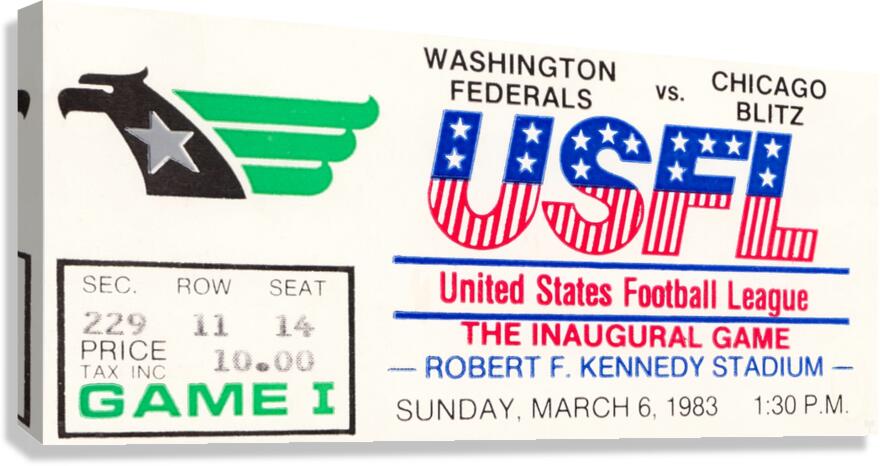 WASHINGTON FEDERALS vs. CHICAGO BLITZ
USFL
United States Football League
THE INAUGURAL GAME
— ROBERT F. KENNEDY STADIUM —
SUNDAY, MARCH 6, 1983 1:30 P.M.
SEC. ROW SEAT
229 11 14
PRICE 10.00
TAX INC
GAME I